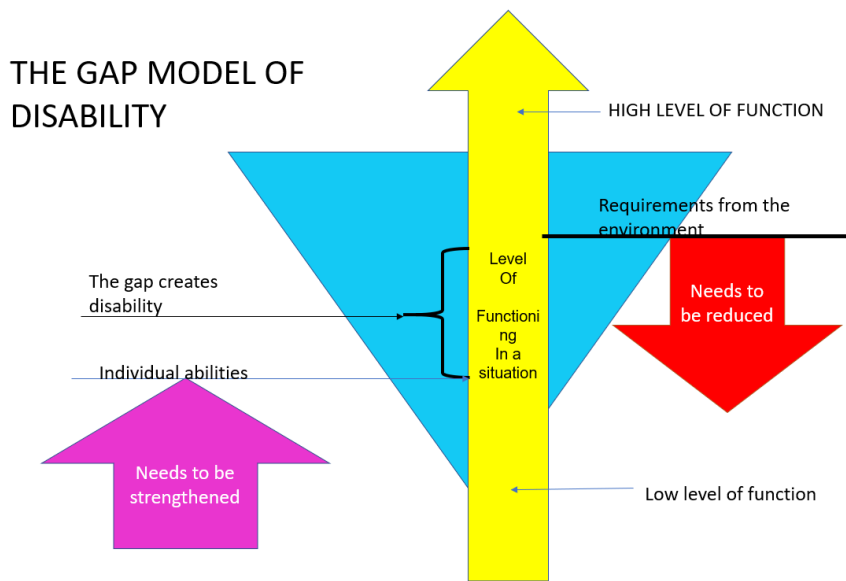 THE GAP MODEL OF
DISABILITY
HIGH LEVEL OF FUNCTION
Requirements from the
environment
Level
Of
Functioni
ng
In a
situation
The gap creates
disability
Needs to
be reduced
Individual abilities
Needs to be
strengthened
Low level of function